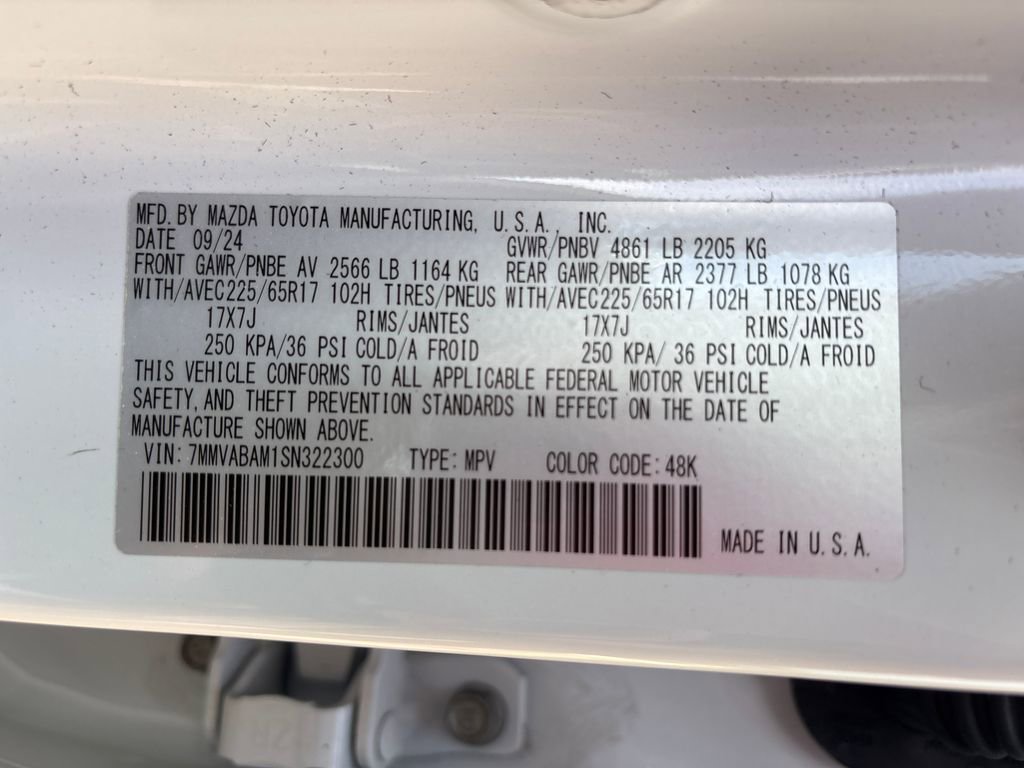 MFD. BY MAZDA TOYOTA MANUFACTURING, U.S.A., INC.
DATE 09/24 GVWR/PNBV 4861 LB 2205 KG
FRONT GAWR/PNBE AV 2566 LB 1164 KG REAR GAWR/PNBE AR 2377 LB 1078 KG
WITH/AVEC225/65R17 102H TIRES/PNEUS WITH/AVEC225/65R17 102H TIRES/PNEUS
17X7J RIMS/JANTES 17X7J RIMS/JANTES
250 KPA/36 PSI COLD/A FROID 250 KPA/ 36 PSI COLD/A FROID
THIS VEHICLE CONFORMS TO ALL APPLICABLE FEDERAL MOTOR VEHICLE
SAFETY, AND THEFT PREVENTION STANDARDS IN EFFECT ON THE DATE OF
MANUFACTURE SHOWN ABOVE.
VIN: 7MMVABAM1SN322300 TYPE: MPV COLOR CODE: 48K
MADE IN U.S.A.